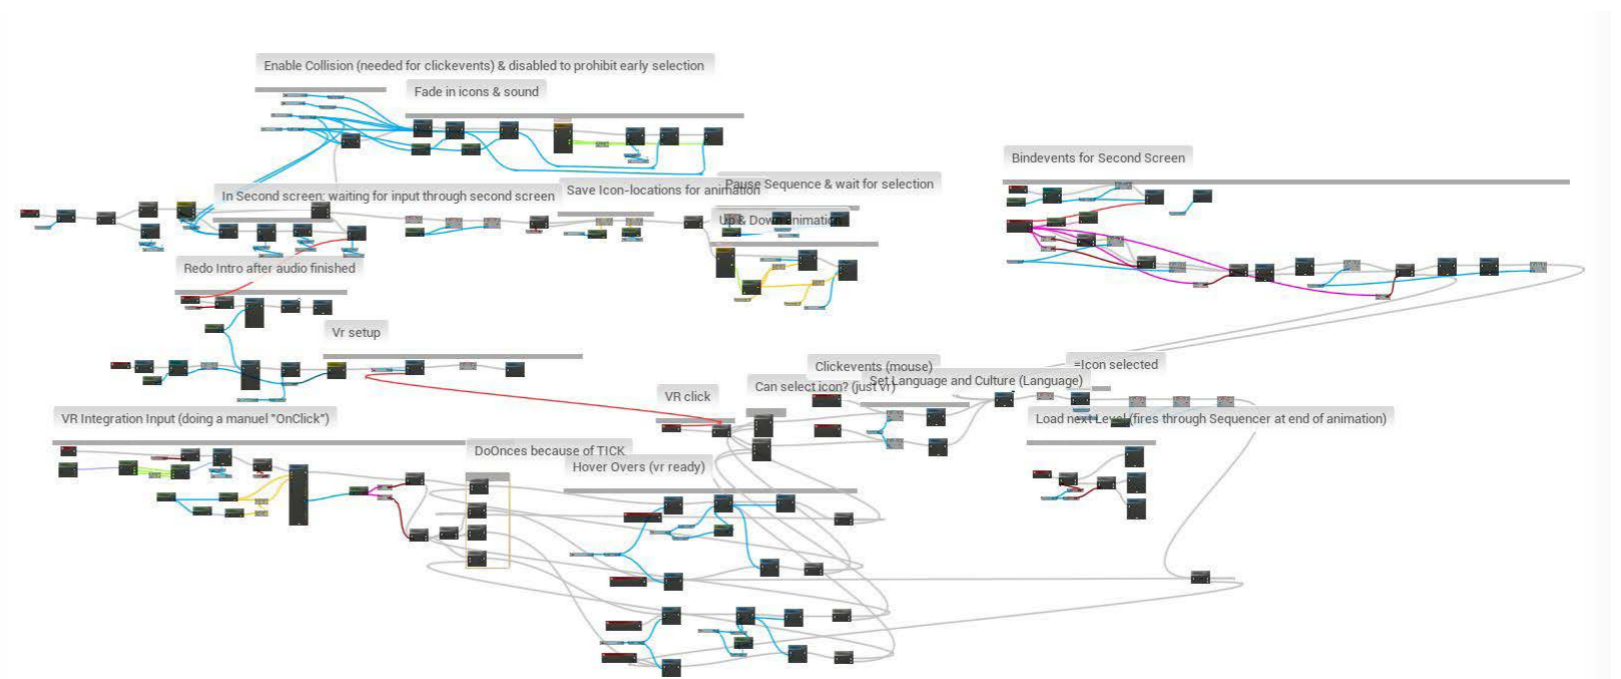 Enable Collision (needed for clickevents) & disabled to prohibit early selection
Fade in icons & sound
Bindevents for Second Screen
In Second screen: waiting for input through second screen
Save Icon-locations for animation
Pause Sequence & wait for selection
Up & Down animation
Redo Intro after audio finished
Vr setup
Clickevents (mouse)
=Icon selected
Can select icon? (just vr)
Set Language and Culture (Language)
VR click
VR Integration Input (doing a manuel "OnClick")
Load next Level (fires through Sequencer at end of animation)
DoOnces because of TICK
Hover Overs (vr ready)